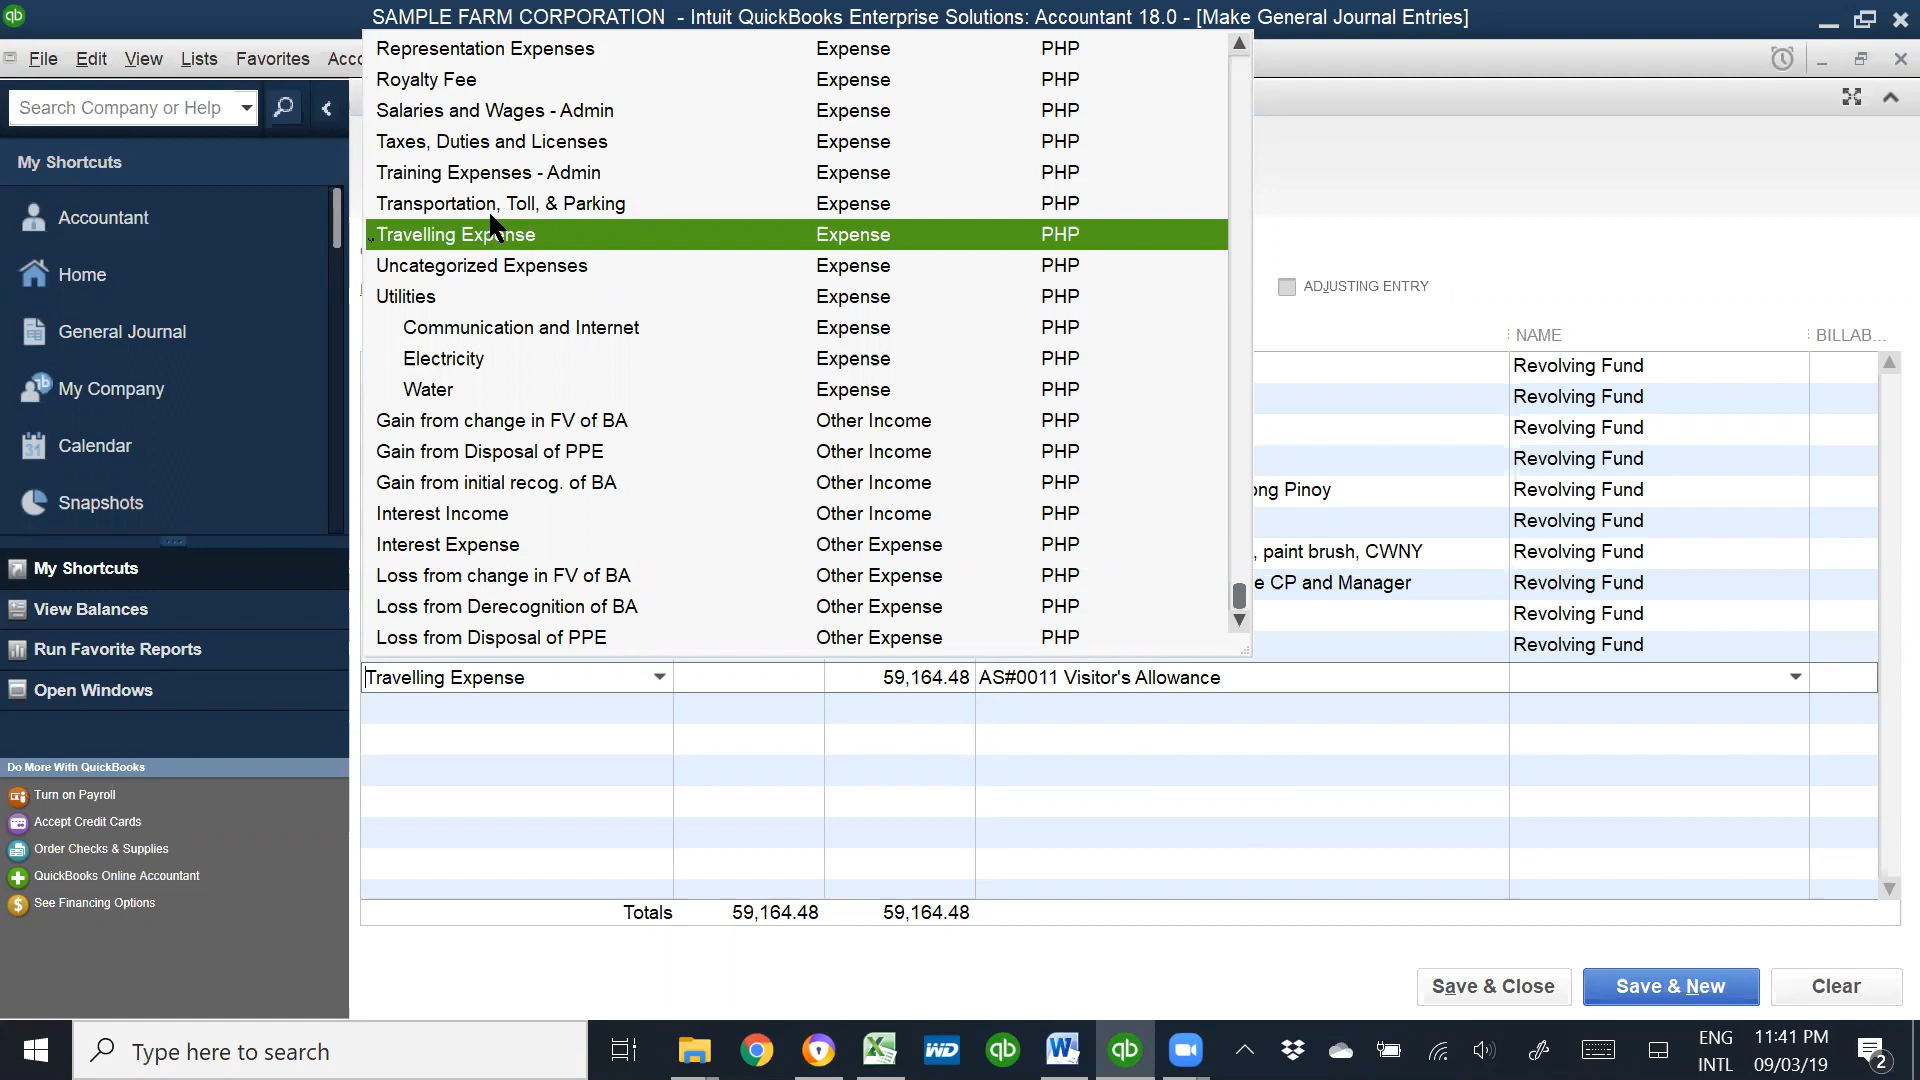 SAMPLE FARM CORPORATION - Intuit QuickBooks Enterprise Solutions: Accountant 18.0 - [Make General Journal Entries]
File Edit View Lists Favorites Acco
Search Company or Help
My Shortcuts
Accountant
Home
General Journal
My Company
Calendar
Snapshots
My Shortcuts
View Balances
Run Favorite Reports
Open Windows
Do More With QuickBooks
Turn on Payroll
Accept Credit Cards
Order Checks & Supplies
QuickBooks Online Accountant
See Financing Options
Representation Expenses Expense PHP
Royalty Fee Expense PHP
Salaries and Wages - Admin Expense PHP
Taxes, Duties and Licenses Expense PHP
Training Expenses - Admin Expense PHP
Transportation, Toll, & Parking Expense PHP
Travelling Expense Expense PHP
Uncategorized Expenses Expense PHP
Utilities Expense PHP
Communication and Internet Expense PHP
Electricity Expense PHP
Water Expense PHP
Gain from change in FV of BA Other Income PHP
Gain from Disposal of PPE Other Income PHP
Gain from initial recog. of BA Other Income PHP
Interest Income Other Income PHP
Interest Expense Other Expense PHP
Loss from change in FV of BA Other Expense PHP
Loss from Derecognition of BA Other Expense PHP
Loss from Disposal of PPE Other Expense PHP
ADJUSTING ENTRY
NAME BILLAB...
Revolving Fund
Revolving Fund
Revolving Fund
Revolving Fund
ong Pinoy Revolving Fund
Revolving Fund
, paint brush, CWNY Revolving Fund
e CP and Manager Revolving Fund
Revolving Fund
Revolving Fund
Travelling Expense 59,164.48 AS#0011 Visitor's Allowance
Totals 59,164.48 59,164.48
Save & Close Save & New Clear
Type here to search
ENG 11:41 PM
INTL 09/03/19 2